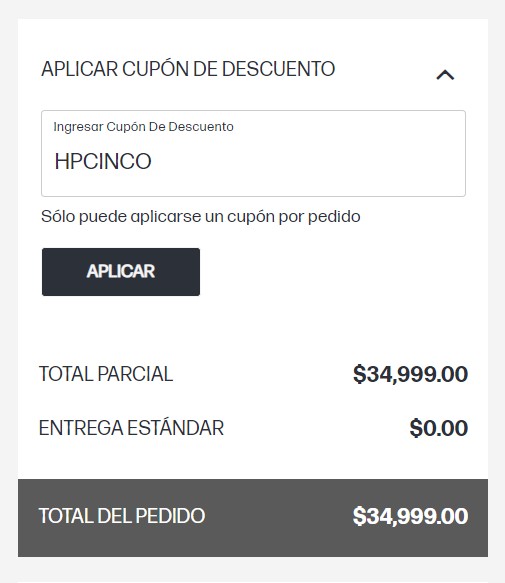 APLICAR CUPÓN DE DESCUENTO
Ingresar Cupón De Descuento
HPCINCO
Sólo puede aplicarse un cupón por pedido
APLICAR
TOTAL PARCIAL $34,999.00
ENTREGA ESTÁNDAR $0.00
TOTAL DEL PEDIDO $34,999.00